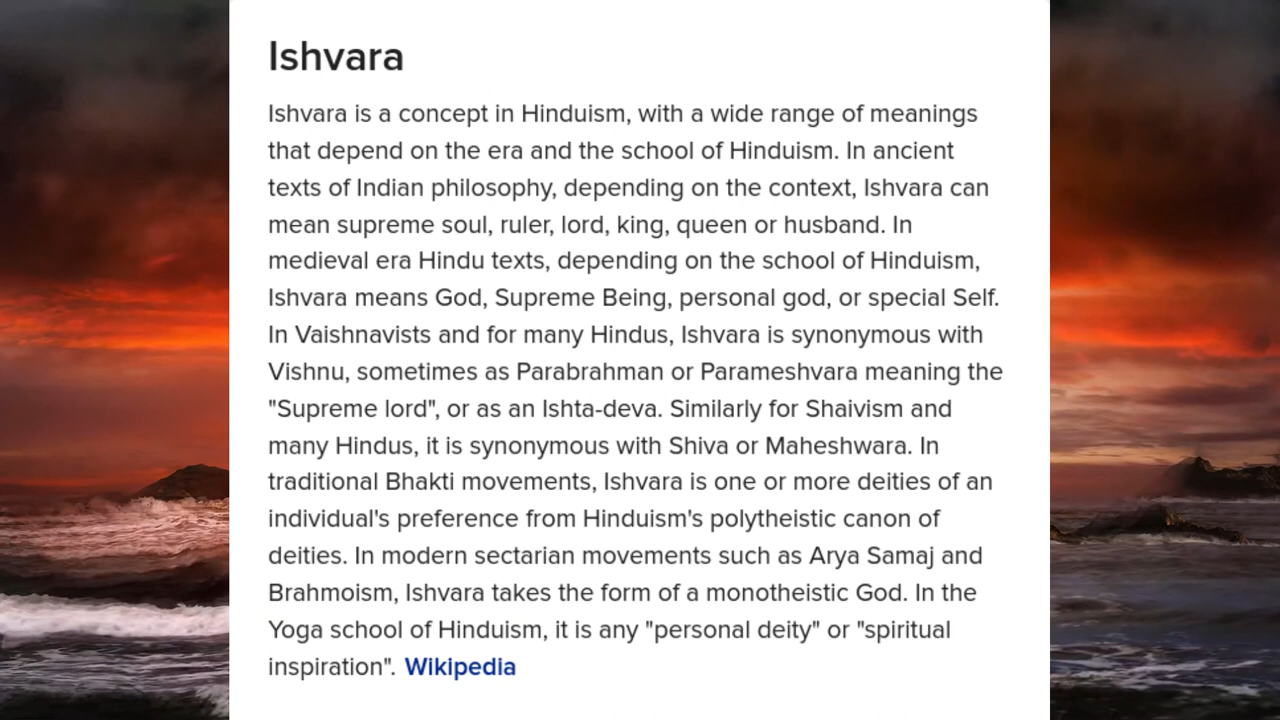 Ishvara
Ishvara is a concept in Hinduism, with a wide range of meanings
that depend on the era and the school of Hinduism. In ancient
texts of Indian philosophy, depending on the context, Ishvara can
mean supreme soul, ruler, lord, king, queen or husband. In
medieval era Hindu texts, depending on the school of Hinduism,
Ishvara means God, Supreme Being, personal god, or special Self.
In Vaishnavists and for many Hindus, Ishvara is synonymous with
Vishnu, sometimes as Parabrahman or Parameshvara meaning the
"Supreme lord", or as an Ishta-deva. Similarly for Shaivism and
many Hindus, it is synonymous with Shiva or Maheshwara. In
traditional Bhakti movements, Ishvara is one or more deities of an
individual's preference from Hinduism's polytheistic canon of
deities. In modern sectarian movements such as Arya Samaj and
Brahmoism, Ishvara takes the form of a monotheistic God. In the
Yoga school of Hinduism, it is any "personal deity" or "spiritual
inspiration". Wikipedia